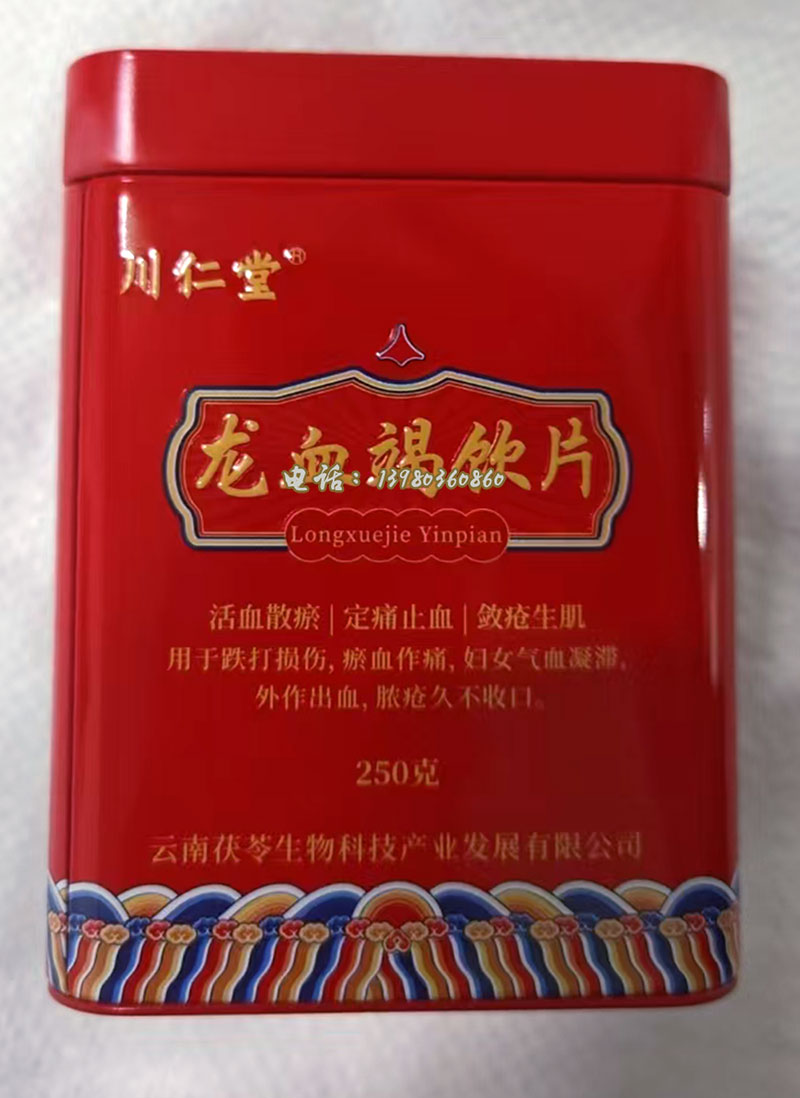 川仁堂®
龙血竭饮片
电话：13980360860
Longxuejie Yinpian
活血散瘀|定痛止血|敛疮生肌
用于跌打损伤,瘀血作痛,妇女气血凝滞。
外作出血,脓疮久不收口。
250克
云南茯苓生物科技产业发展有限公司